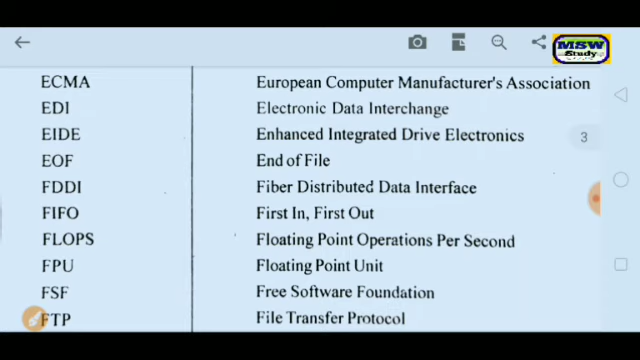 MSW
Study
ECMA European Computer Manufacturer's Association
EDI Electronic Data Interchange
EIDE Enhanced Integrated Drive Electronics
3
EOF End of File
FDDI Fiber Distributed Data Interface
FIFO First In, First Out
FLOPS Floating Point Operations Per Second
FPU Floating Point Unit
FSF Free Software Foundation
FTP File Transfer Protocol